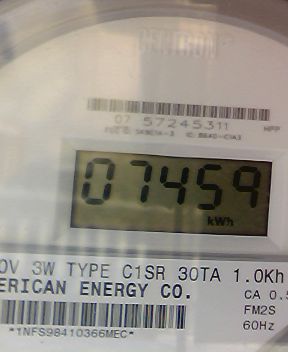 07 57245311
07459
kWh
0V 3W TYPE C1SR 30TA 1.0Kh
ERICAN ENERGY CO.
CA 0.5
FM2S
60Hz
*1NFS98410366MEC*